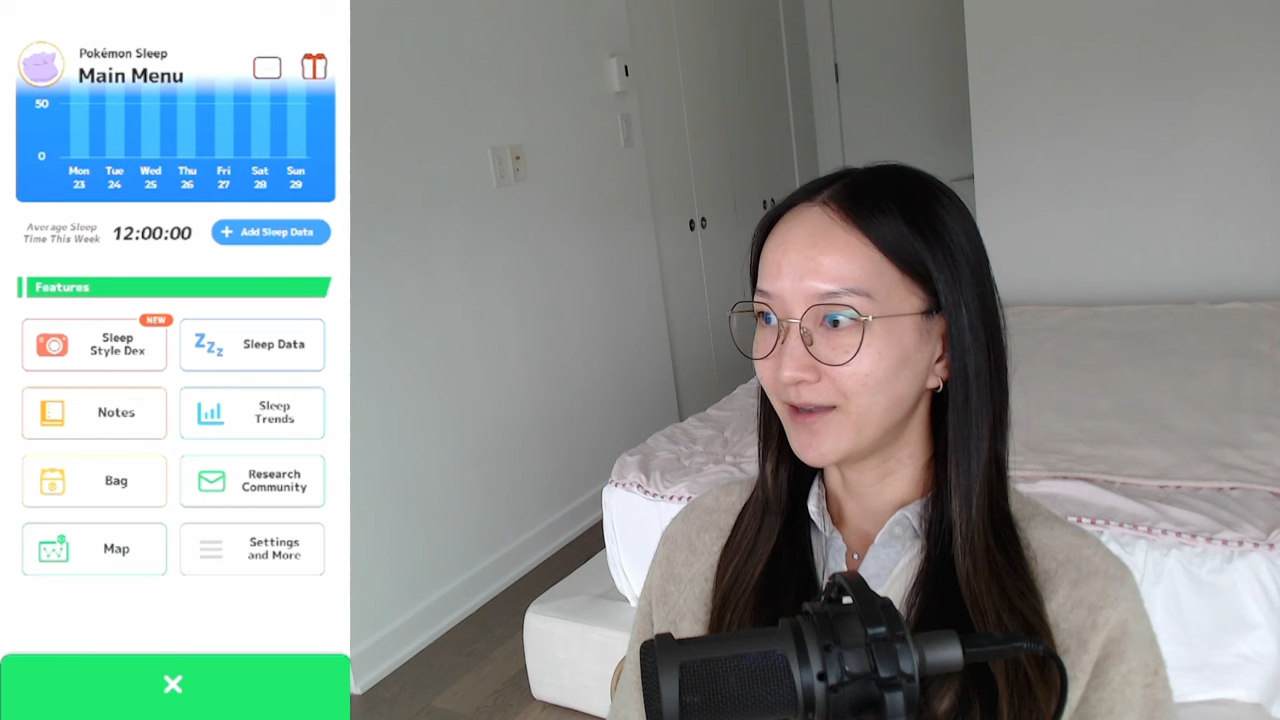 Pokémon Sleep
Main Menu
50
0
Mon Tue Wed Thu Fri Sat Sun
23 24 25 26 27 28 29
Average Sleep
Time This Week
12:00:00
+ Add Sleep Data
Features
NEW
Sleep
Style Dex
Sleep Data
Notes
Sleep
Trends
Bag
Research
Community
Map
Settings
and More